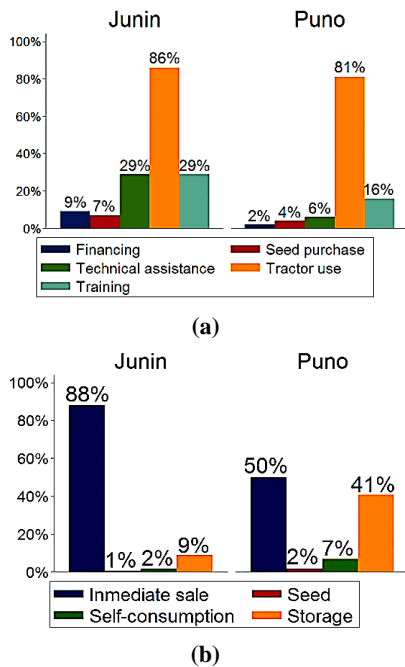 Junin Puno
100%
80%
60%
40%
20%
0%
9% 7% 29% 86% 29%
2% 4% 6% 81% 16%
Financing Seed purchase
Technical assistance Tractor use
Training
(a)
Junin Puno
100%
80%
60%
40%
20%
0%
88% 1% 2% 9%
50% 2% 7% 41%
Inmediate sale Seed
Self-consumption Storage
(b)